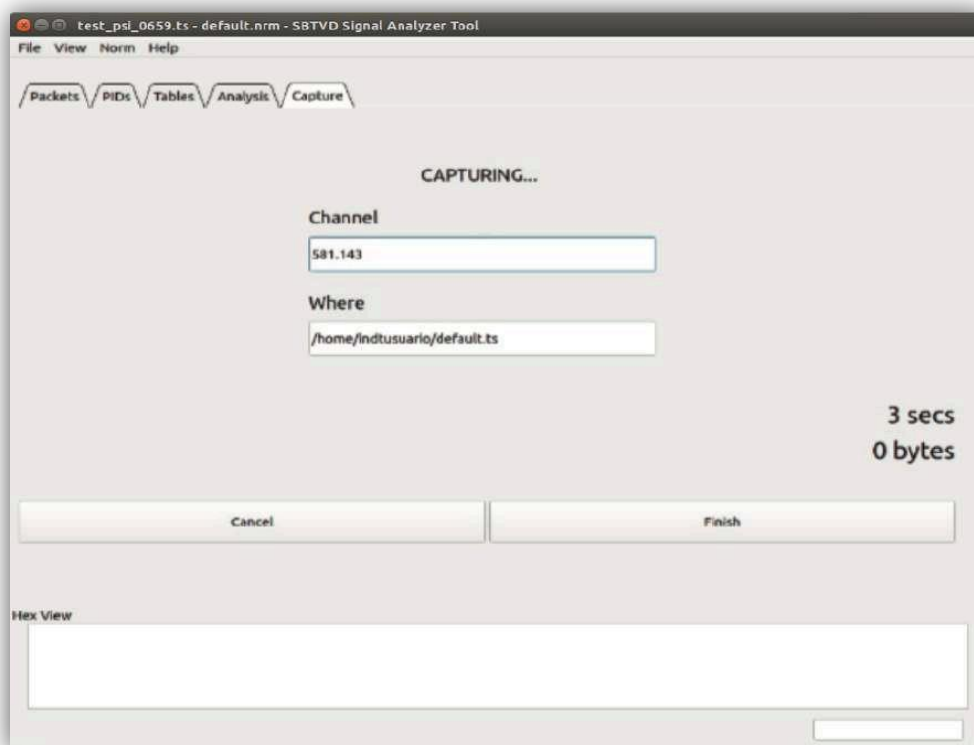 test_psi_0659.ts - default.nrm - SBTVD Signal Analyzer Tool
File View Norm Help
Packets PIDs Tables Analysis Capture
CAPTURING...
Channel
581.143
Where
/home/indtusuario/default.ts
3 secs
0 bytes
Cancel Finish
Hex View